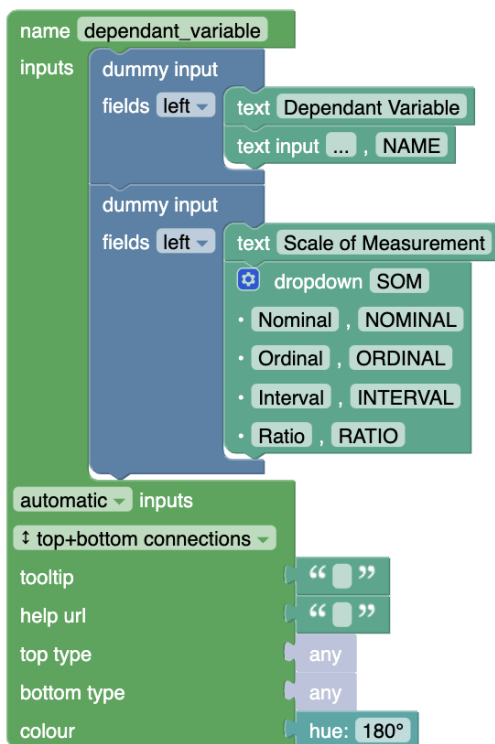 name dependant_variable
inputs dummy input
fields left text Dependant Variable
text input ... , NAME
dummy input
fields left text Scale of Measurement
dropdown SOM
• Nominal , NOMINAL
• Ordinal , ORDINAL
• Interval , INTERVAL
• Ratio , RATIO
automatic inputs
↕ top+bottom connections
tooltip “ ”
help url “ ”
top type any
bottom type any
colour hue: 180°